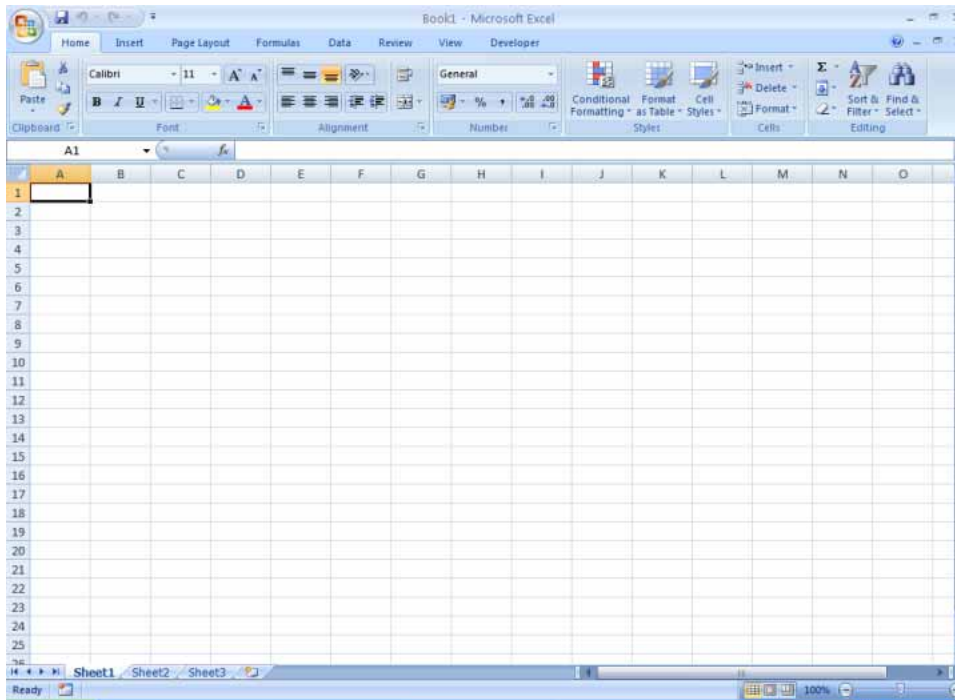 Book1 - Microsoft Excel
Home Insert Page Layout Formulas Data Review View Developer
Calibri 11 A A General Insert Σ
Paste B I U A % Conditional Formatting Format as Table Cell Styles Delete Sort & Filter Find & Select
Format
Clipboard Font Alignment Number Styles Cells Editing
A1 fx
A B C D E F G H I J K L M N O
1
2
3
4
5
6
7
8
9
10
11
12
13
14
15
16
17
18
19
20
21
22
23
24
25
Sheet1 Sheet2 Sheet3
Ready 100%